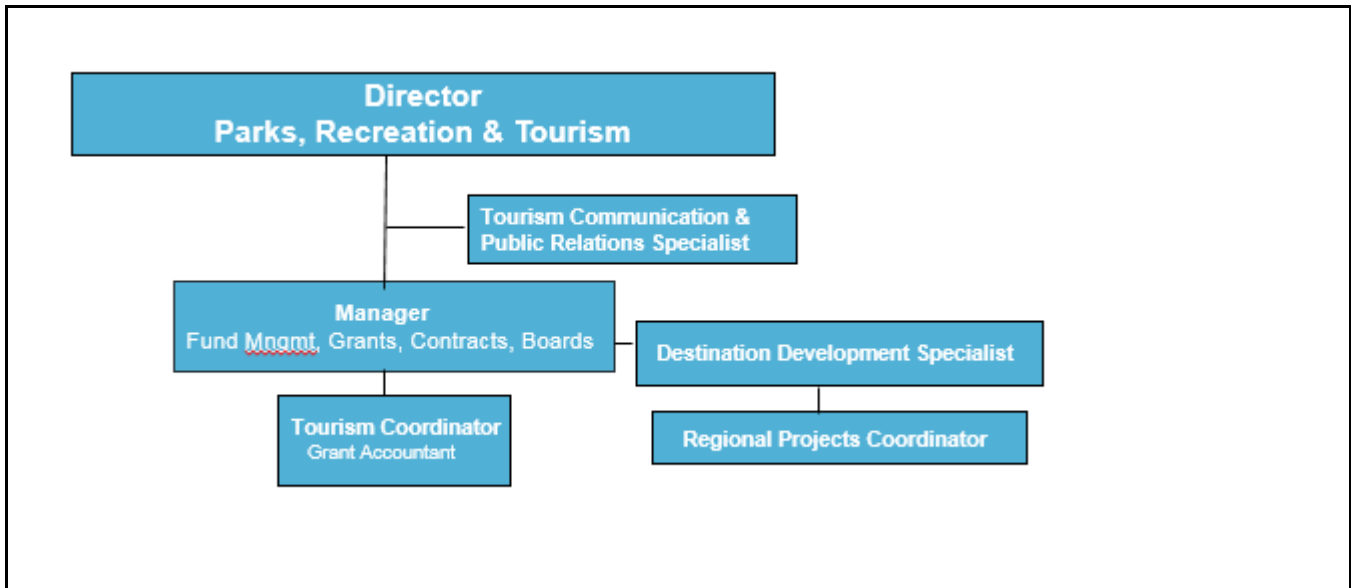 Director
Parks, Recreation & Tourism
Tourism Communication &
Public Relations Specialist
Manager
Fund Mngmt, Grants, Contracts, Boards
Destination Development Specialist
Tourism Coordinator
Grant Accountant
Regional Projects Coordinator